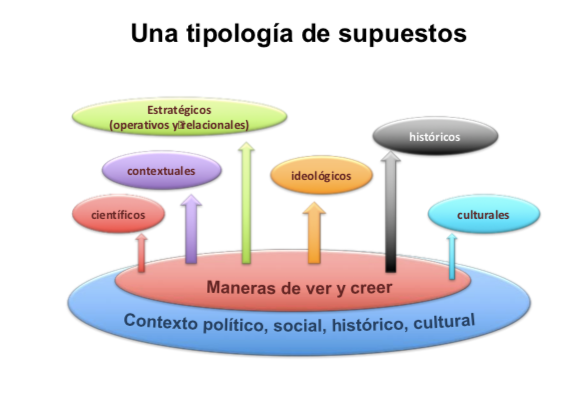 Una tipología de supuestos
Estratégicos
(operativos y relacionales)
históricos
contextuales
ideológicos
científicos
culturales
Maneras de ver y creer
Contexto político, social, histórico, cultural